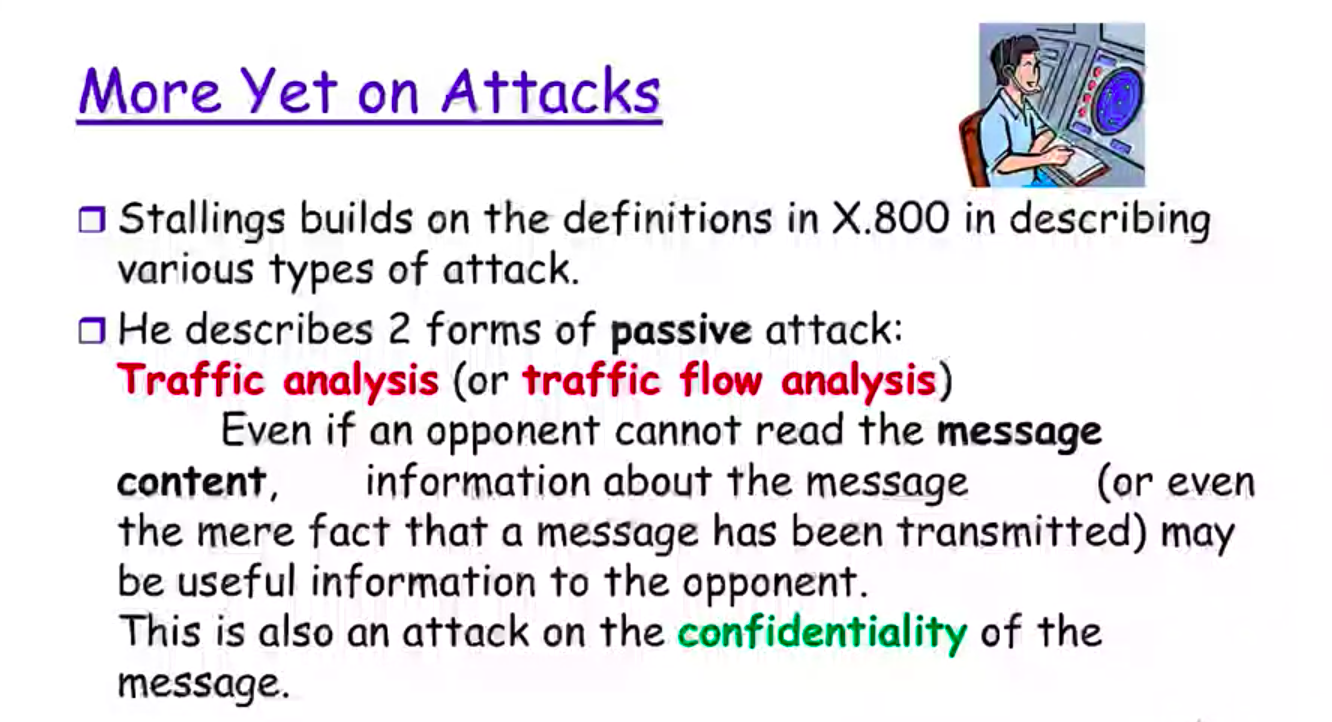 More Yet on Attacks
Stallings builds on the definitions in X.800 in describing
various types of attack.
He describes 2 forms of passive attack:
Traffic analysis (or traffic flow analysis)
Even if an opponent cannot read the message
content, information about the message (or even
the mere fact that a message has been transmitted) may
be useful information to the opponent.
This is also an attack on the confidentiality of the
message.